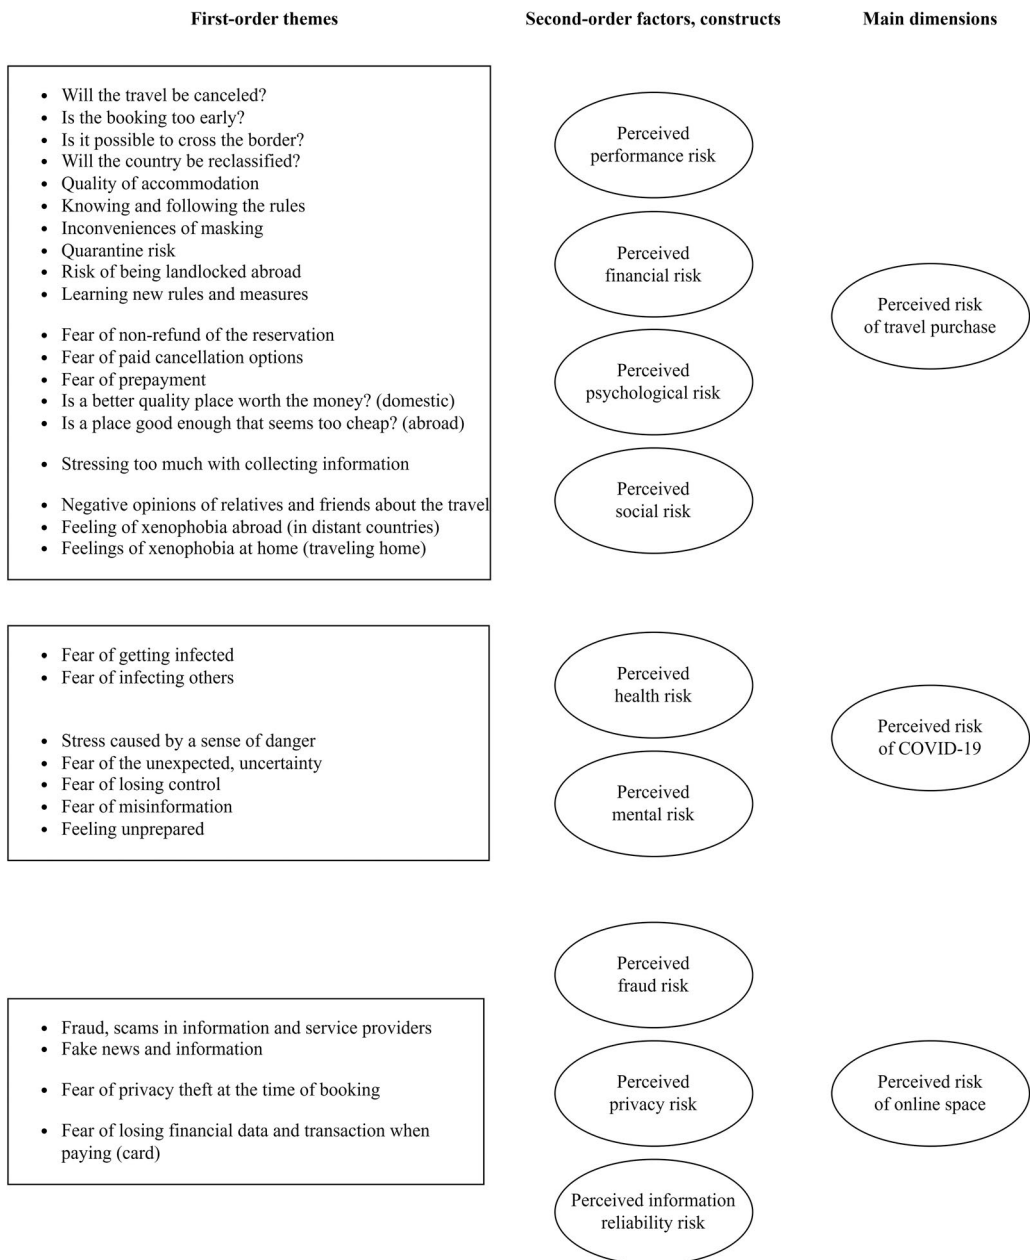 First-order themes
Second-order factors, constructs
Main dimensions
• Will the travel be canceled?
• Is the booking too early?
• Is it possible to cross the border?
• Will the country be reclassified?
• Quality of accommodation
• Knowing and following the rules
• Inconveniences of masking
• Quarantine risk
• Risk of being landlocked abroad
• Learning new rules and measures
• Fear of non-refund of the reservation
• Fear of paid cancellation options
• Fear of prepayment
• Is a better quality place worth the money? (domestic)
• Is a place good enough that seems too cheap? (abroad)
• Stressing too much with collecting information
• Negative opinions of relatives and friends about the travel
• Feeling of xenophobia abroad (in distant countries)
• Feelings of xenophobia at home (traveling home)
Perceived
performance risk
Perceived
financial risk
Perceived
psychological risk
Perceived
social risk
Perceived risk
of travel purchase
• Fear of getting infected
• Fear of infecting others
• Stress caused by a sense of danger
• Fear of the unexpected, uncertainty
• Fear of losing control
• Fear of misinformation
• Feeling unprepared
Perceived
health risk
Perceived
mental risk
Perceived risk
of COVID-19
• Fraud, scams in information and service providers
• Fake news and information
• Fear of privacy theft at the time of booking
• Fear of losing financial data and transaction when
paying (card)
Perceived
fraud risk
Perceived
privacy risk
Perceived information
reliability risk
Perceived risk
of online space